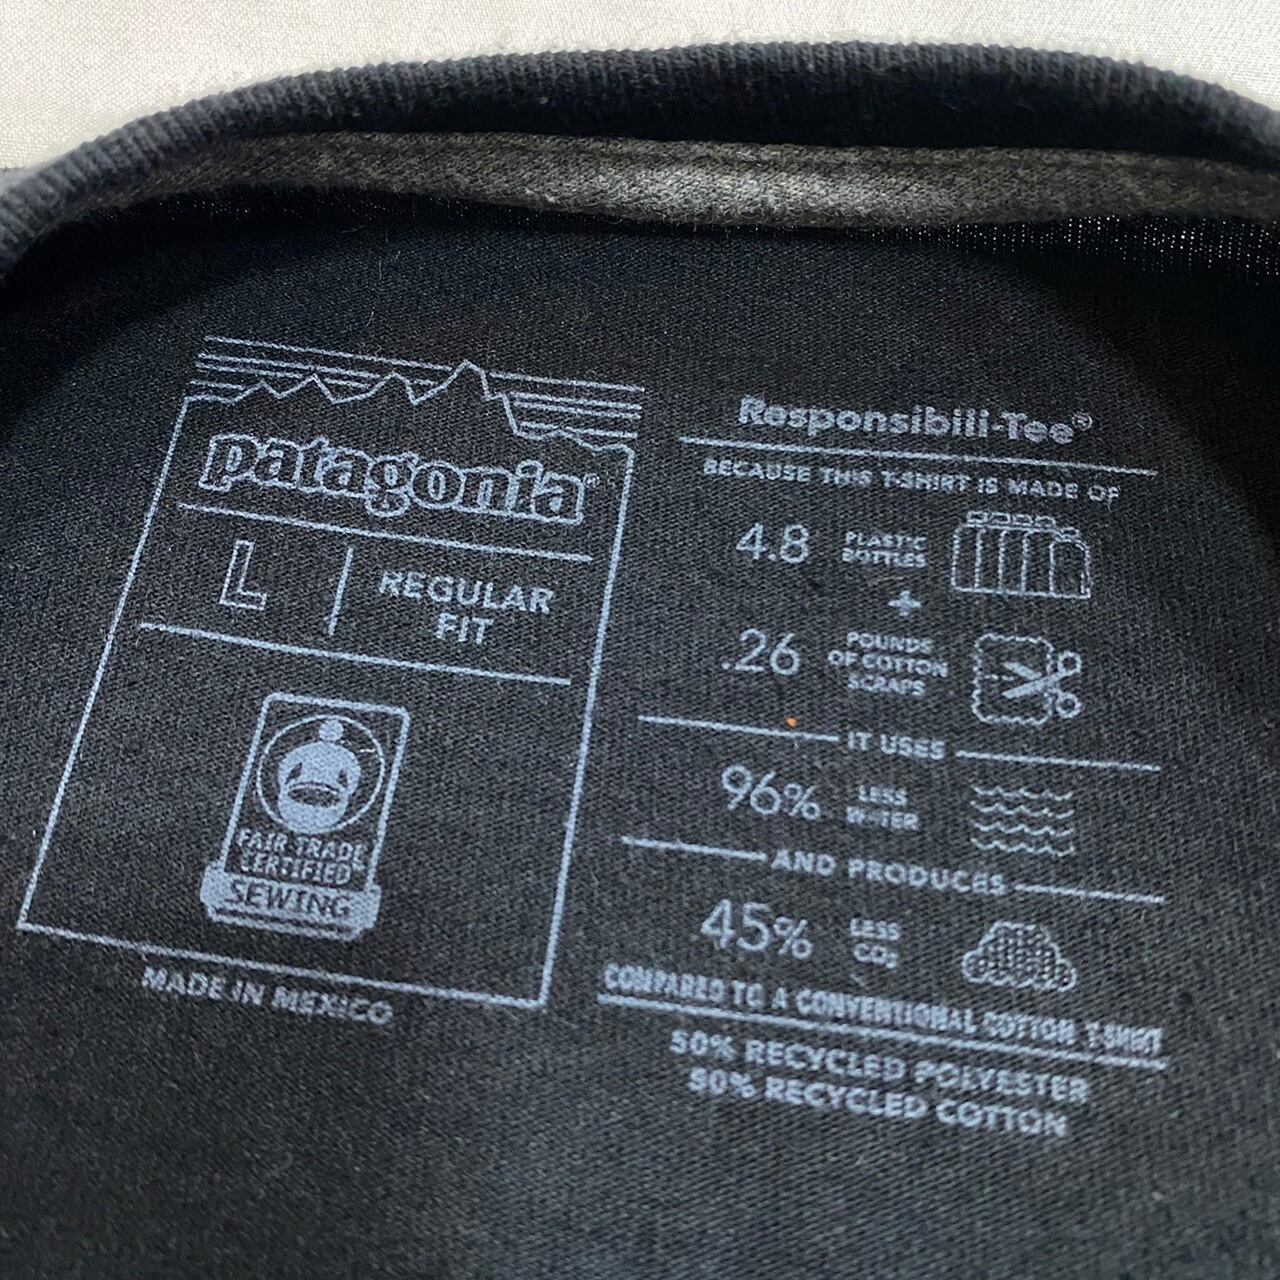 patagonia®
L
REGULAR
FIT
FAIR TRADE
CERTIFIED
SEWING
MADE IN MEXICO
Responsibili-Tee®
BECAUSE THIS T-SHIRT IS MADE OF
4.8 PLASTIC
BOTTLES
+
.26 POUNDS
OF COTTON
SCRAPS
IT USES
96% LESS
WATER
AND PRODUCES
45% LESS
CO₂
COMPARED TO A CONVENTIONAL COTTON T-SHIRT
50% RECYCLED POLYESTER
50% RECYCLED COTTON